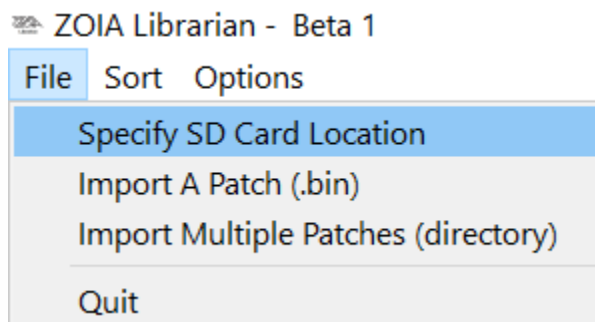 ZOIA Librarian - Beta 1
File Sort Options
Specify SD Card Location
Import A Patch (.bin)
Import Multiple Patches (directory)
Quit